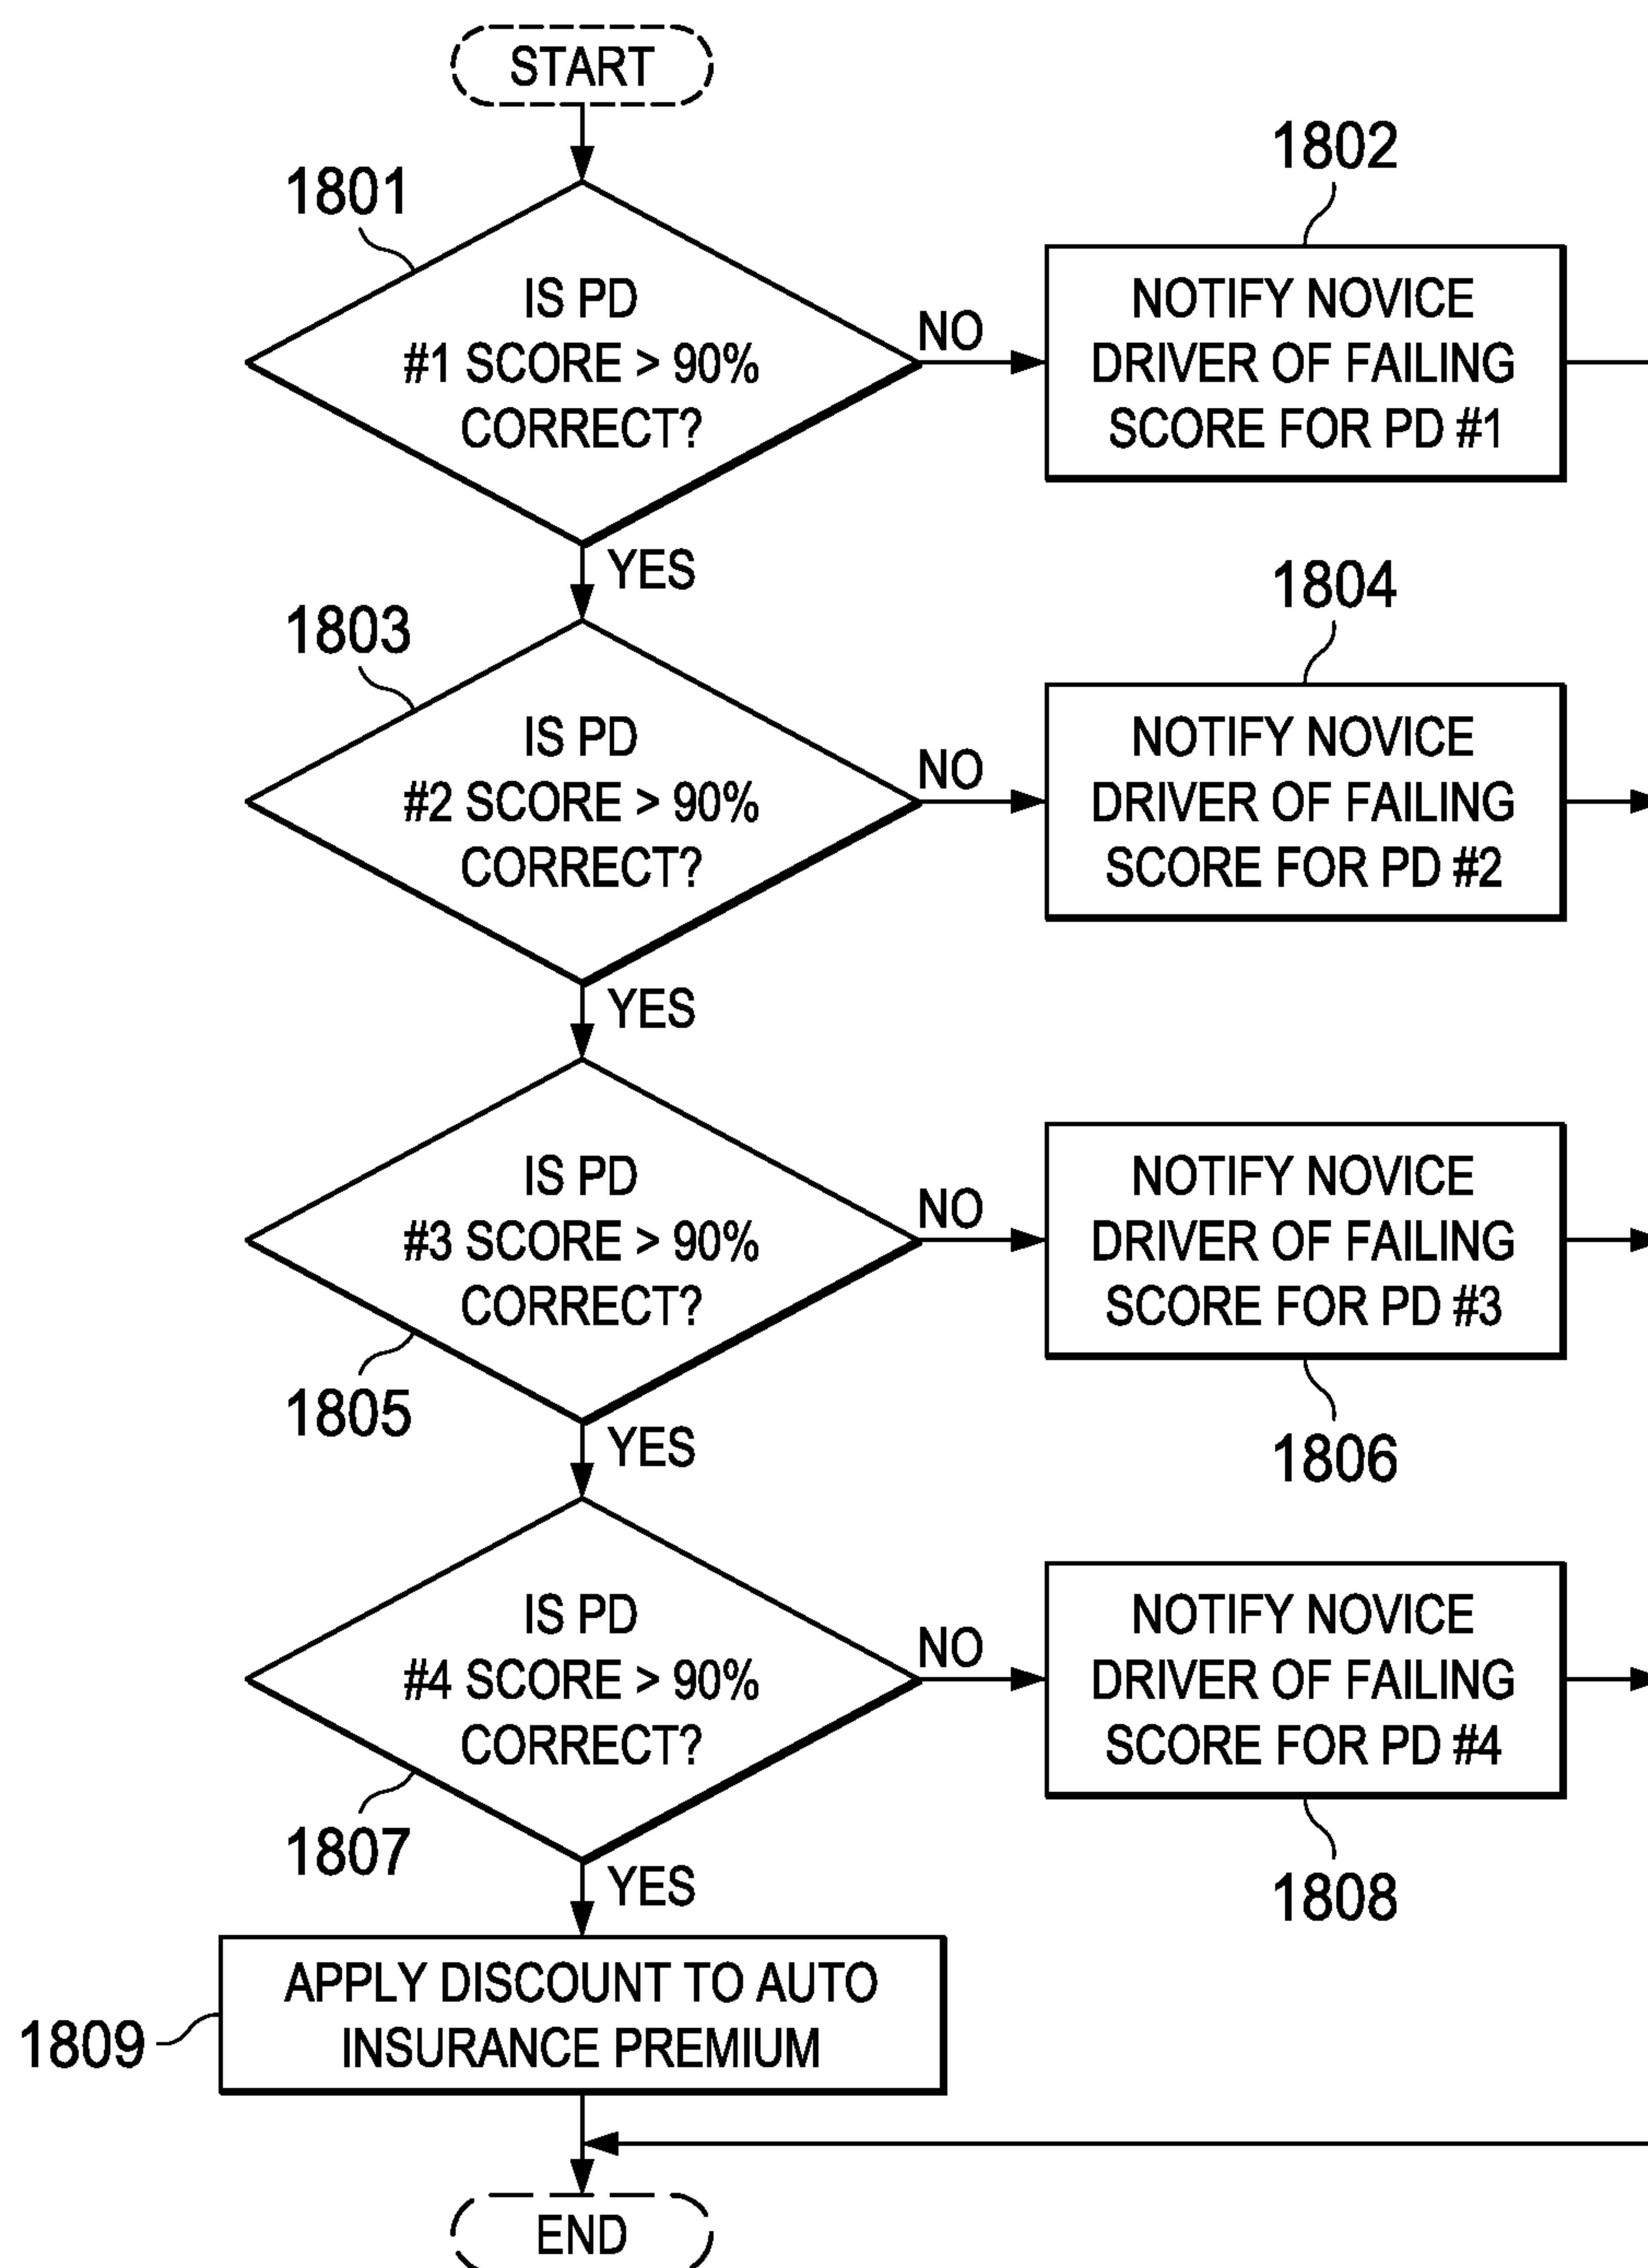 START
1801
IS PD
#1 SCORE > 90%
CORRECT?
NO
1802
NOTIFY NOVICE
DRIVER OF FAILING
SCORE FOR PD #1
YES
1803
IS PD
#2 SCORE > 90%
CORRECT?
NO
1804
NOTIFY NOVICE
DRIVER OF FAILING
SCORE FOR PD #2
YES
IS PD
#3 SCORE > 90%
CORRECT?
1805
NO
NOTIFY NOVICE
DRIVER OF FAILING
SCORE FOR PD #3
1806
YES
IS PD
#4 SCORE > 90%
CORRECT?
1807
NO
NOTIFY NOVICE
DRIVER OF FAILING
SCORE FOR PD #4
1808
YES
APPLY DISCOUNT TO AUTO
INSURANCE PREMIUM
1809
END